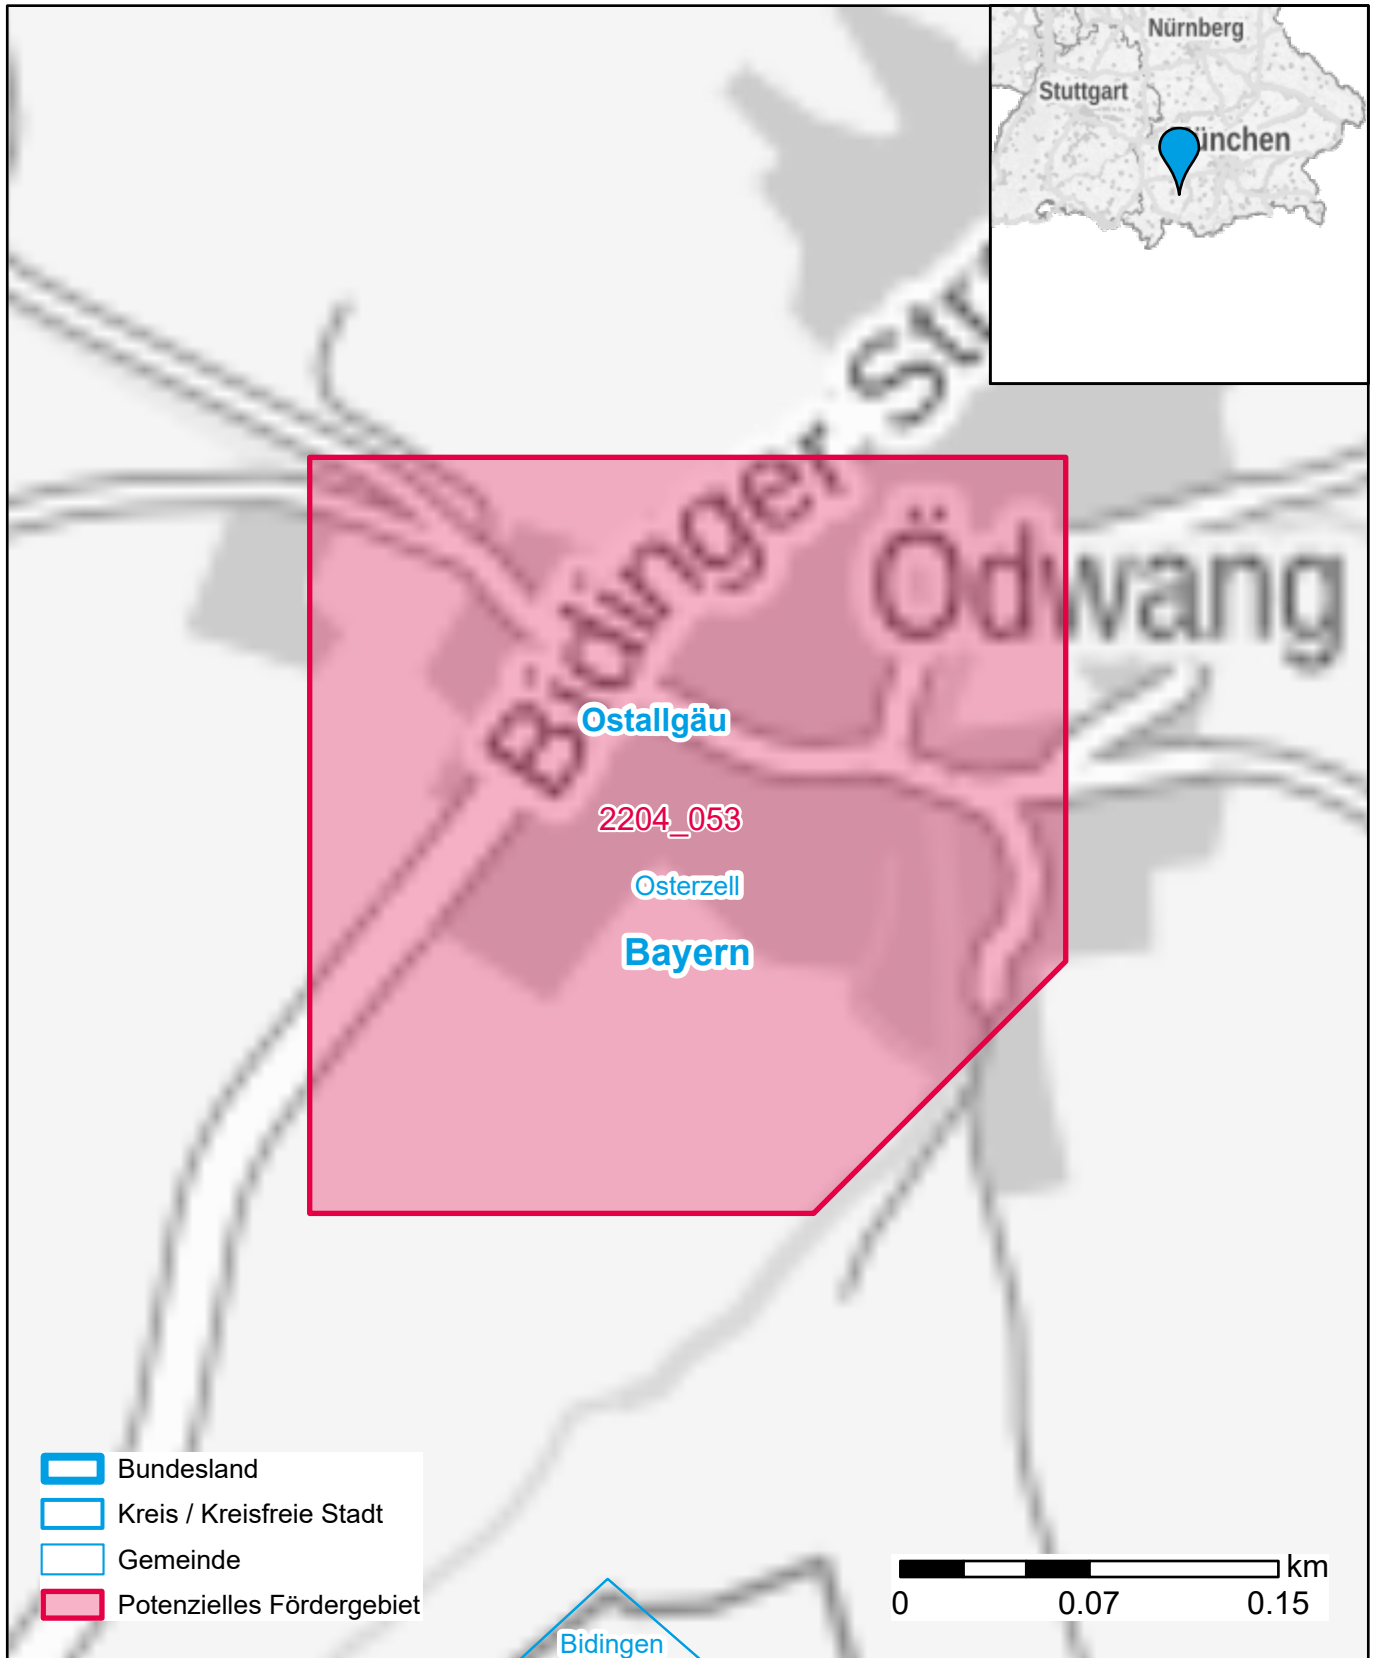 Nürnberg
Stuttgart
ünchen
Bidinger Str
Ödwang
Ostallgäu
2204_053
Osterzell
Bayern
Bundesland
Kreis / Kreisfreie Stadt
Gemeinde
Potenzielles Fördergebiet
km
0 0.07 0.15
Bidingen